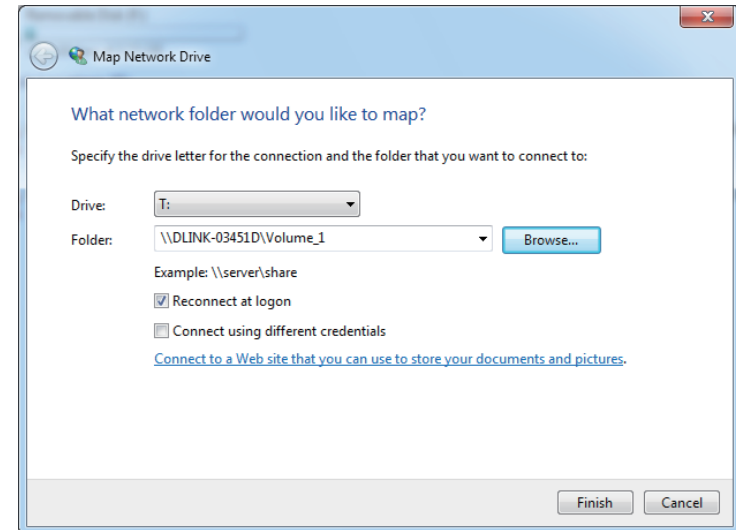 Map Network Drive
What network folder would you like to map?
Specify the drive letter for the connection and the folder that you want to connect to:
Drive: T:
Folder: \\DLINK-03451D\Volume_1 Browse...
Example: \\server\share
Reconnect at logon
Connect using different credentials
Connect to a Web site that you can use to store your documents and pictures.
Finish Cancel